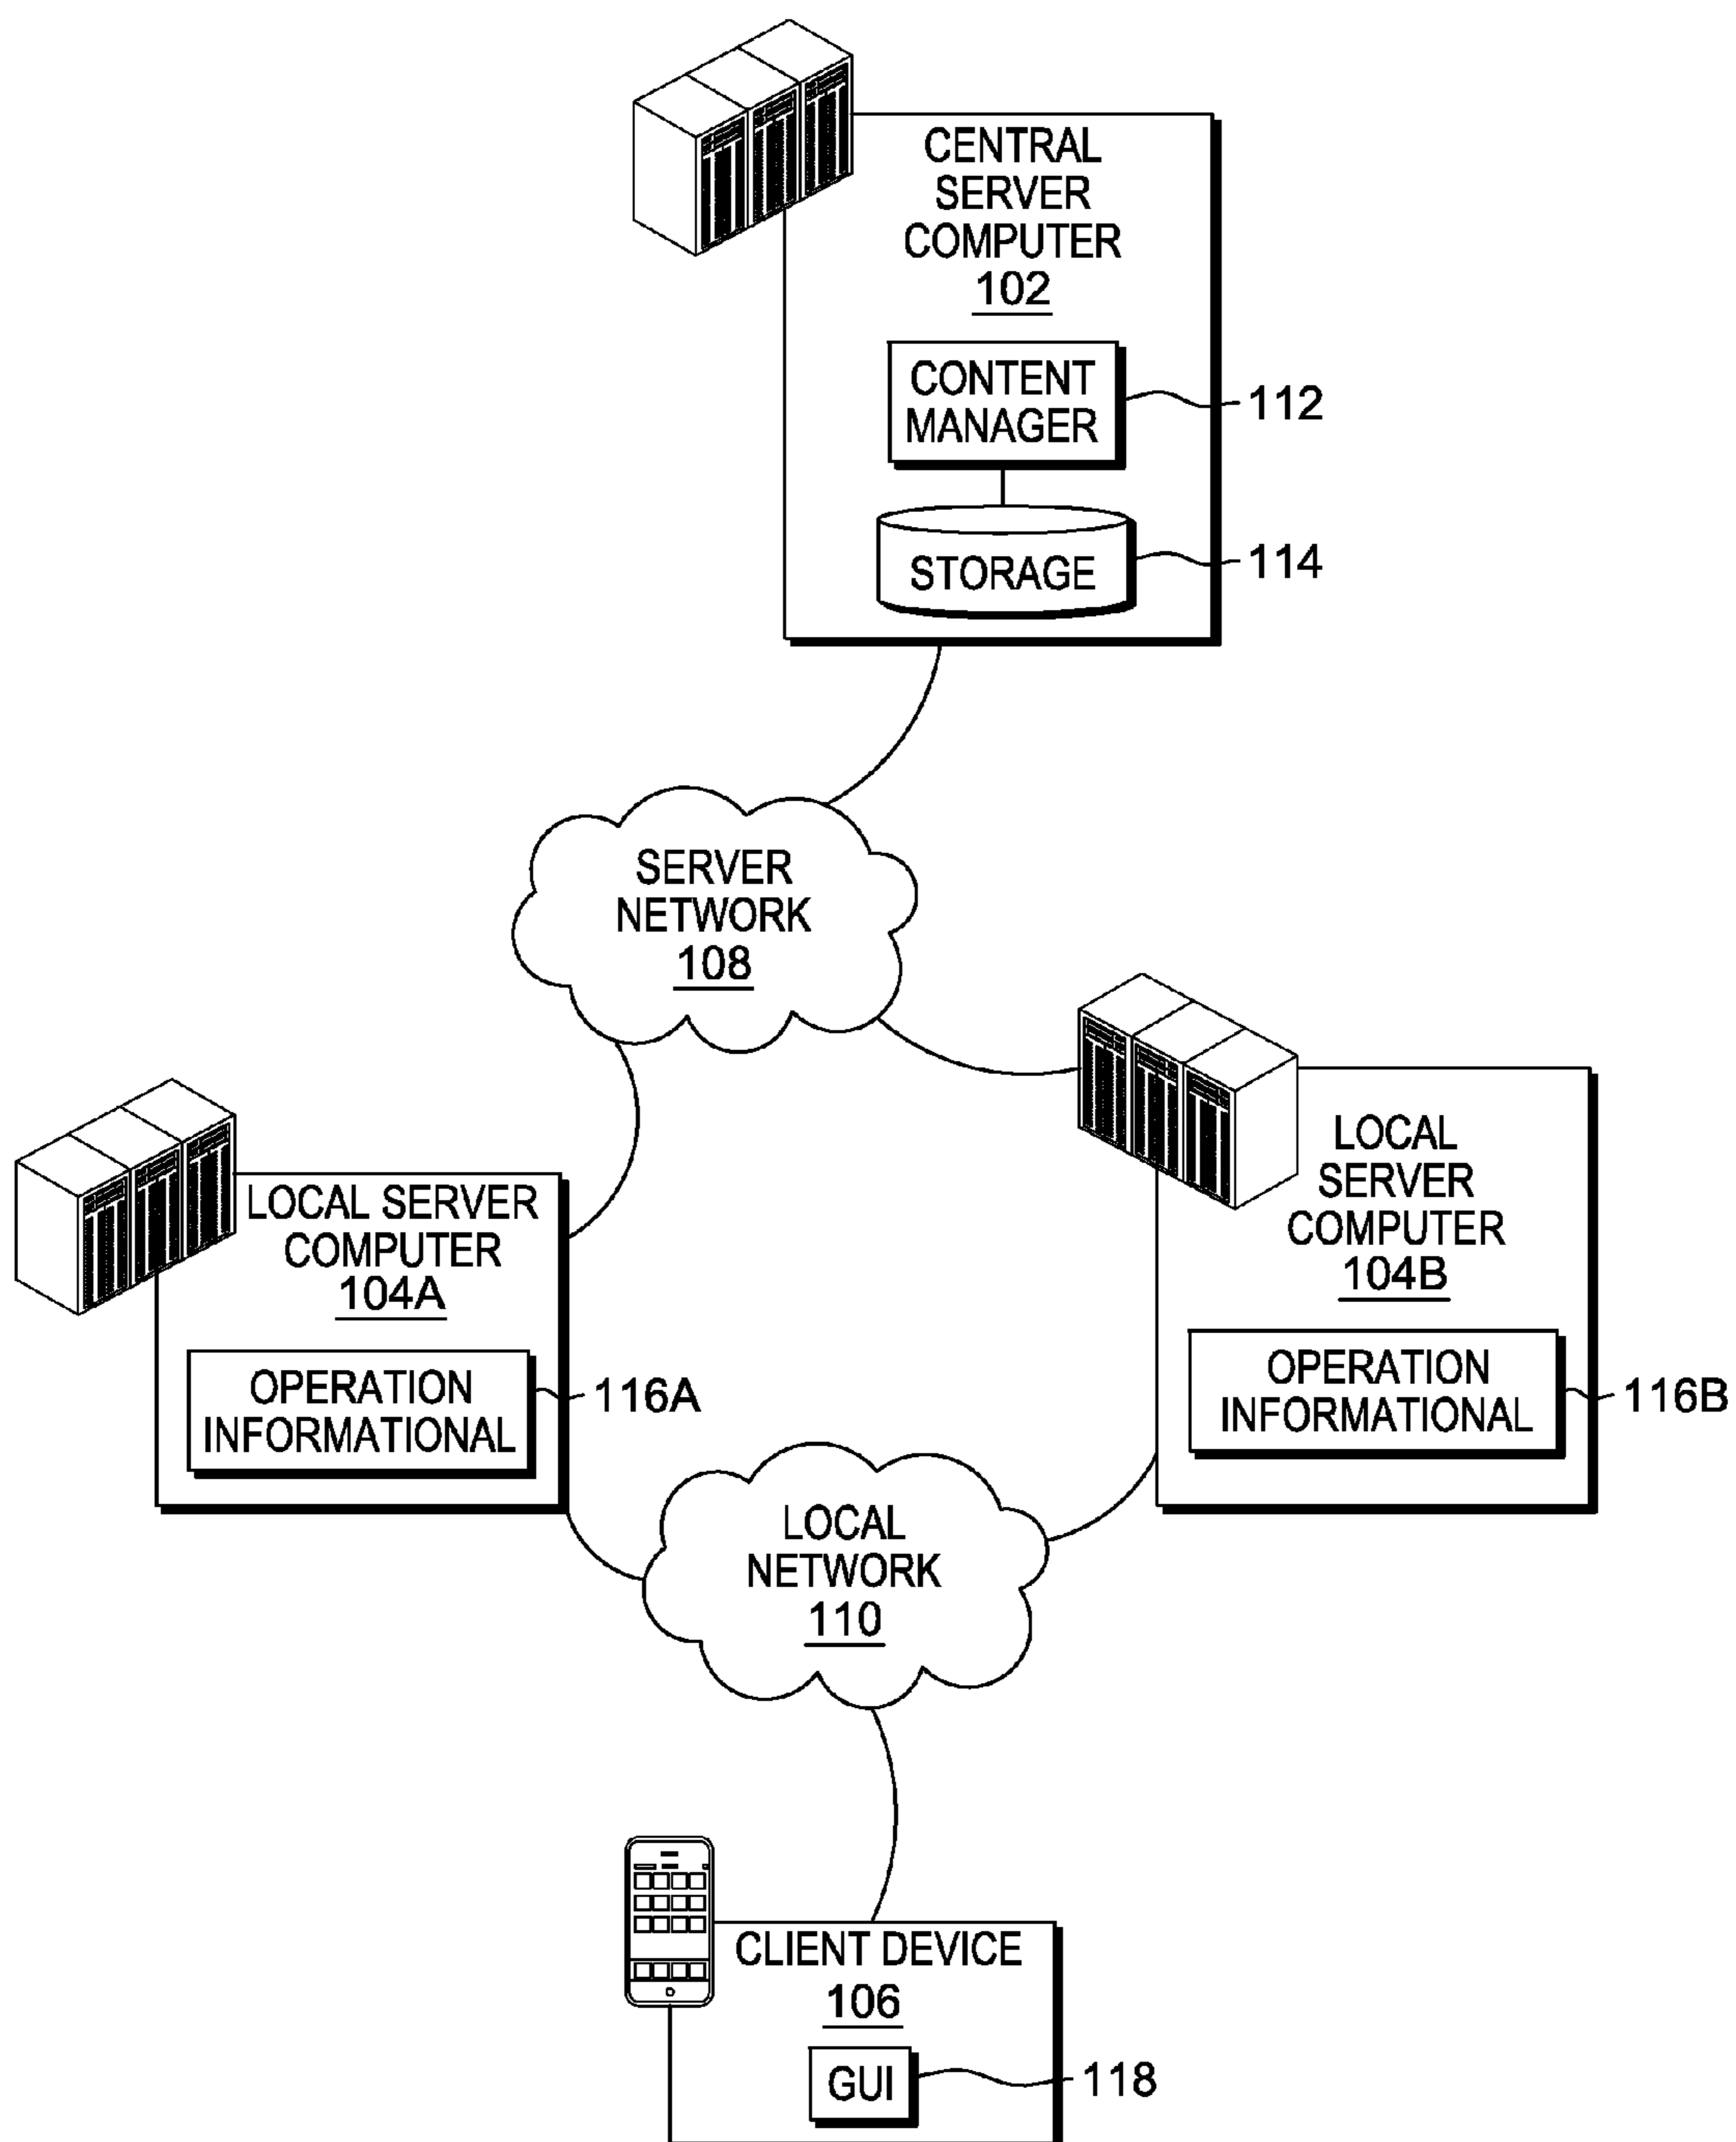 CENTRAL
SERVER
COMPUTER
102
CONTENT
MANAGER
112
STORAGE
114
SERVER
NETWORK
108
LOCAL SERVER
COMPUTER
104A
OPERATION
INFORMATIONAL
116A
LOCAL
SERVER
COMPUTER
104B
OPERATION
INFORMATIONAL
116B
LOCAL
NETWORK
110
CLIENT DEVICE
106
GUI
118